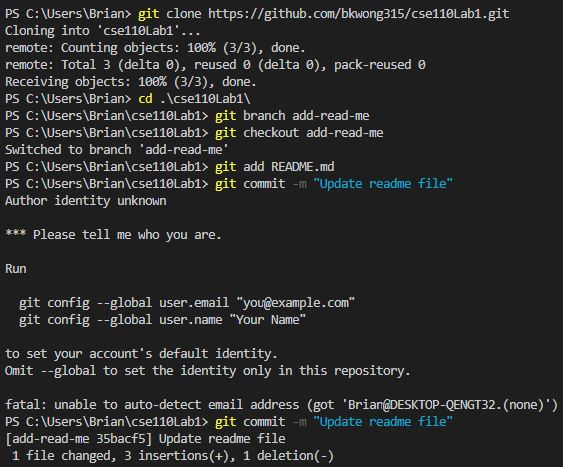 PS C:\Users\Brian> git clone https://github.com/bkwong315/cse110Lab1.git
Cloning into 'cse110Lab1'...
remote: Counting objects: 100% (3/3), done.
remote: Total 3 (delta 0), reused 0 (delta 0), pack-reused 0
Receiving objects: 100% (3/3), done.
PS C:\Users\Brian> cd .\cse110Lab1\
PS C:\Users\Brian\cse110Lab1> git branch add-read-me
PS C:\Users\Brian\cse110Lab1> git checkout add-read-me
Switched to branch 'add-read-me'
PS C:\Users\Brian\cse110Lab1> git add README.md
PS C:\Users\Brian\cse110Lab1> git commit -m "Update readme file"
Author identity unknown
*** Please tell me who you are.
Run
git config --global user.email "you@example.com"
git config --global user.name "Your Name"
to set your account's default identity.
Omit --global to set the identity only in this repository.
fatal: unable to auto-detect email address (got 'Brian@DESKTOP-QENGT32.(none)')
PS C:\Users\Brian\cse110Lab1> git commit -m "Update readme file"
[add-read-me 35bacf5] Update readme file
1 file changed, 3 insertions(+), 1 deletion(-)